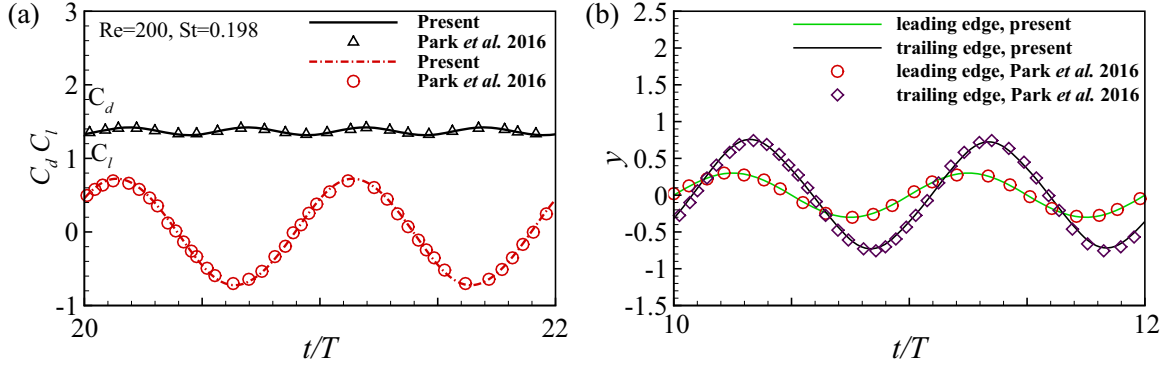 (a)
Re=200, St=0.198
Present
Park et al. 2016
Present
Park et al. 2016
C_d
C_l
C_d C_l
3
2
1
0
-1
20
22
t/T
(b)
leading edge, present
trailing edge, present
leading edge, Park et al. 2016
trailing edge, Park et al. 2016
y
2.5
2
1.5
1
0.5
0
-0.5
-1
-1.5
10
12
t/T